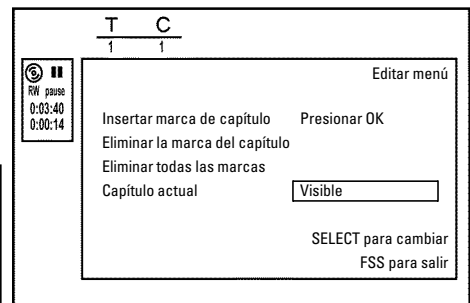 T C
1 1
RW pause
0:03:40
0:00:14
Editar menú
Insertar marca de capítulo Presionar OK
Eliminar la marca del capítulo
Eliminar todas las marcas
Capítulo actual Visible
SELECT para cambiar
FSS para salir